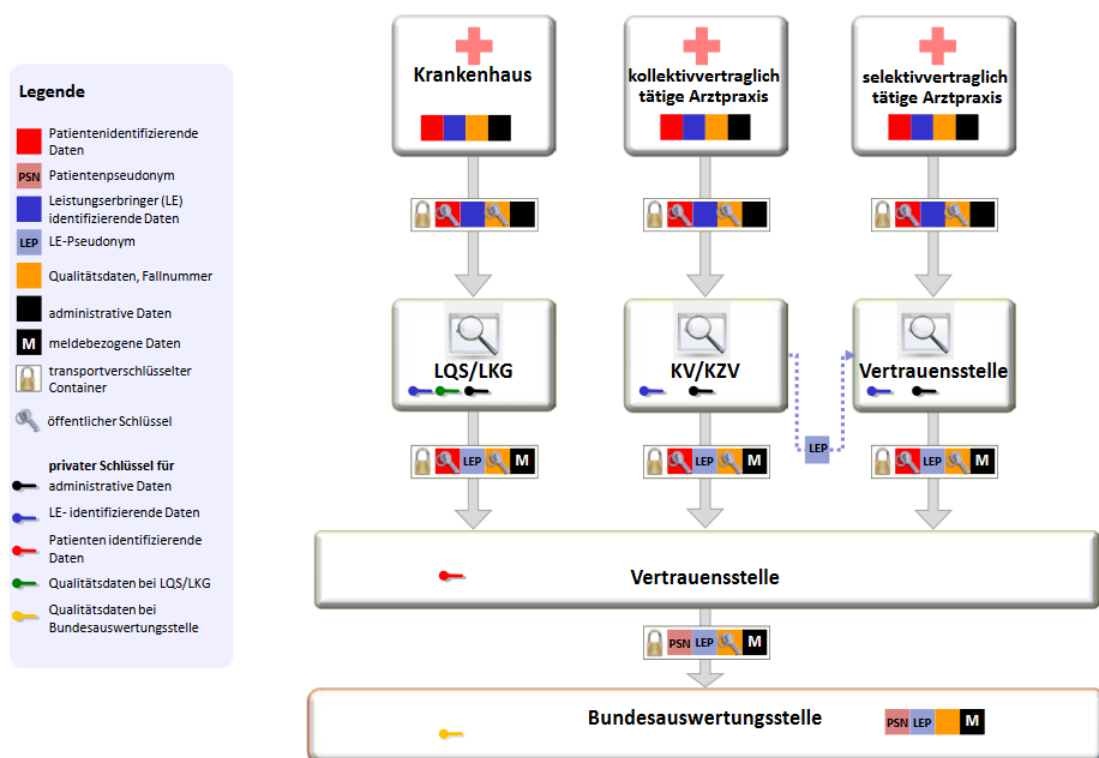 Legende
Patientenidentifizierende
Daten
PSN
Patientenpseudonym
Leistungserbringer (LE)
identifizierende Daten
LEP
LE-Pseudonym
Qualitätsdaten, Fallnummer
administrative Daten
M
meldebezogene Daten
transportverschlüsselter
Container
öffentlicher Schlüssel
privater Schlüssel für
administrative Daten
LE- identifizierende Daten
Patienten identifizierende
Daten
Qualitätsdaten bei LQS/LKG
Qualitätsdaten bei
Bundesauswertungsstelle
Krankenhaus
kollektivvertraglich
tätige Arztpraxis
selektivvertraglich
tätige Arztpraxis
LQS/LKG
KV/KZV
Vertrauensstelle
LEP
LEP M
LEP M
LEP M
Vertrauensstelle
PSN LEP M
Bundesauswertungsstelle
PSN LEP M